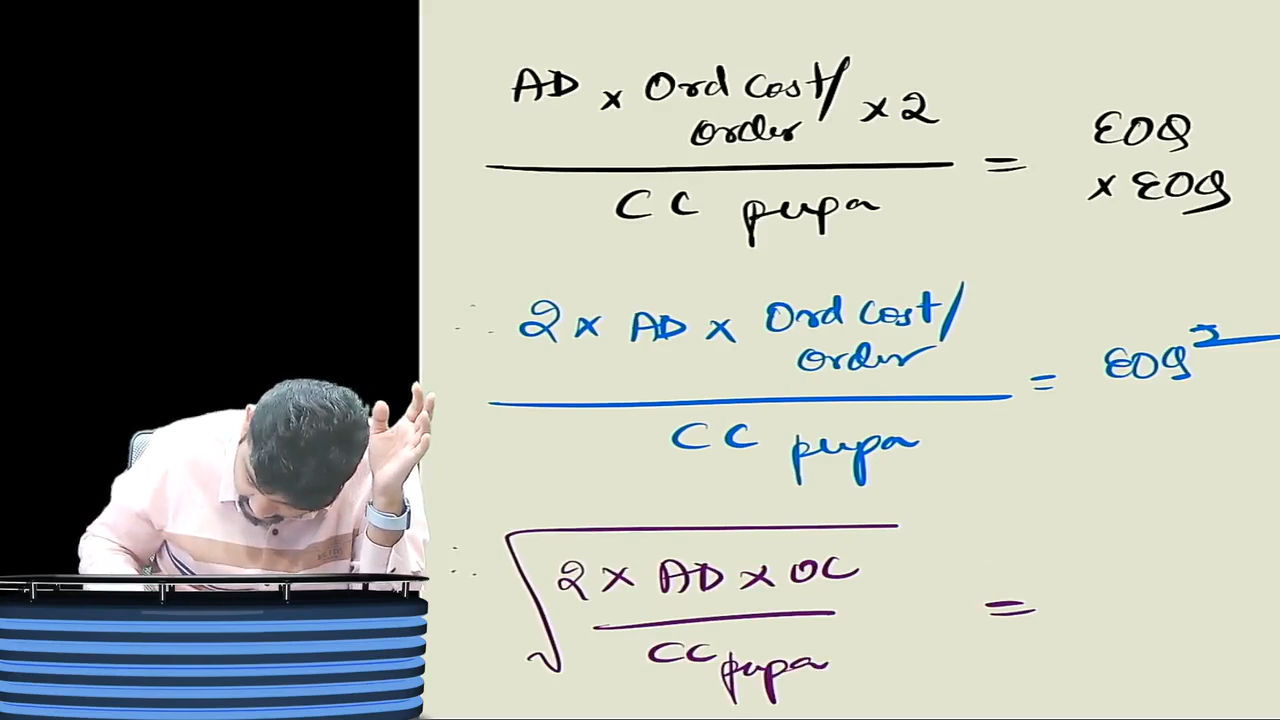 AD × Ord Cost/
order × 2
= EOQ
× EOQ
CC pupa
∴ 2 × AD × Ord Cost/
order
= EOQ²
CC pupa
∴ √ 2 × AD × OC
=
CC pupa